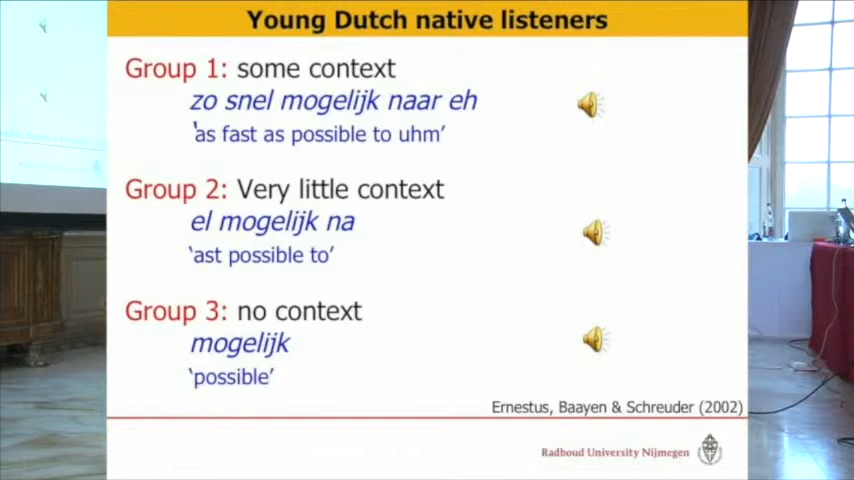 Young Dutch native listeners
Group 1: some context
zo snel mogelijk naar eh
'as fast as possible to uhm'
Group 2: Very little context
el mogelijk na
'ast possible to'
Group 3: no context
mogelijk
'possible'
Ernestus, Baayen & Schreuder (2002)
Radboud University Nijmegen